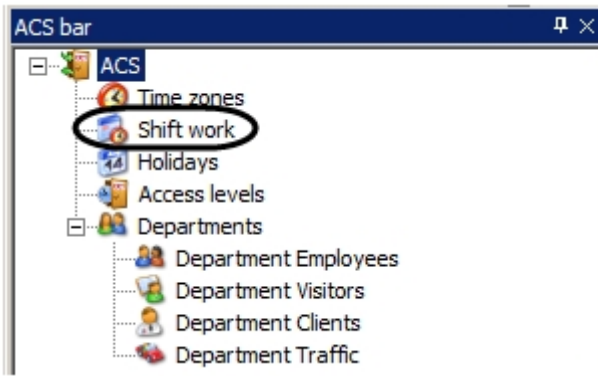 ACS bar
ACS
Time zones
Shift work
Holidays
Access levels
Departments
Department Employees
Department Visitors
Department Clients
Department Traffic